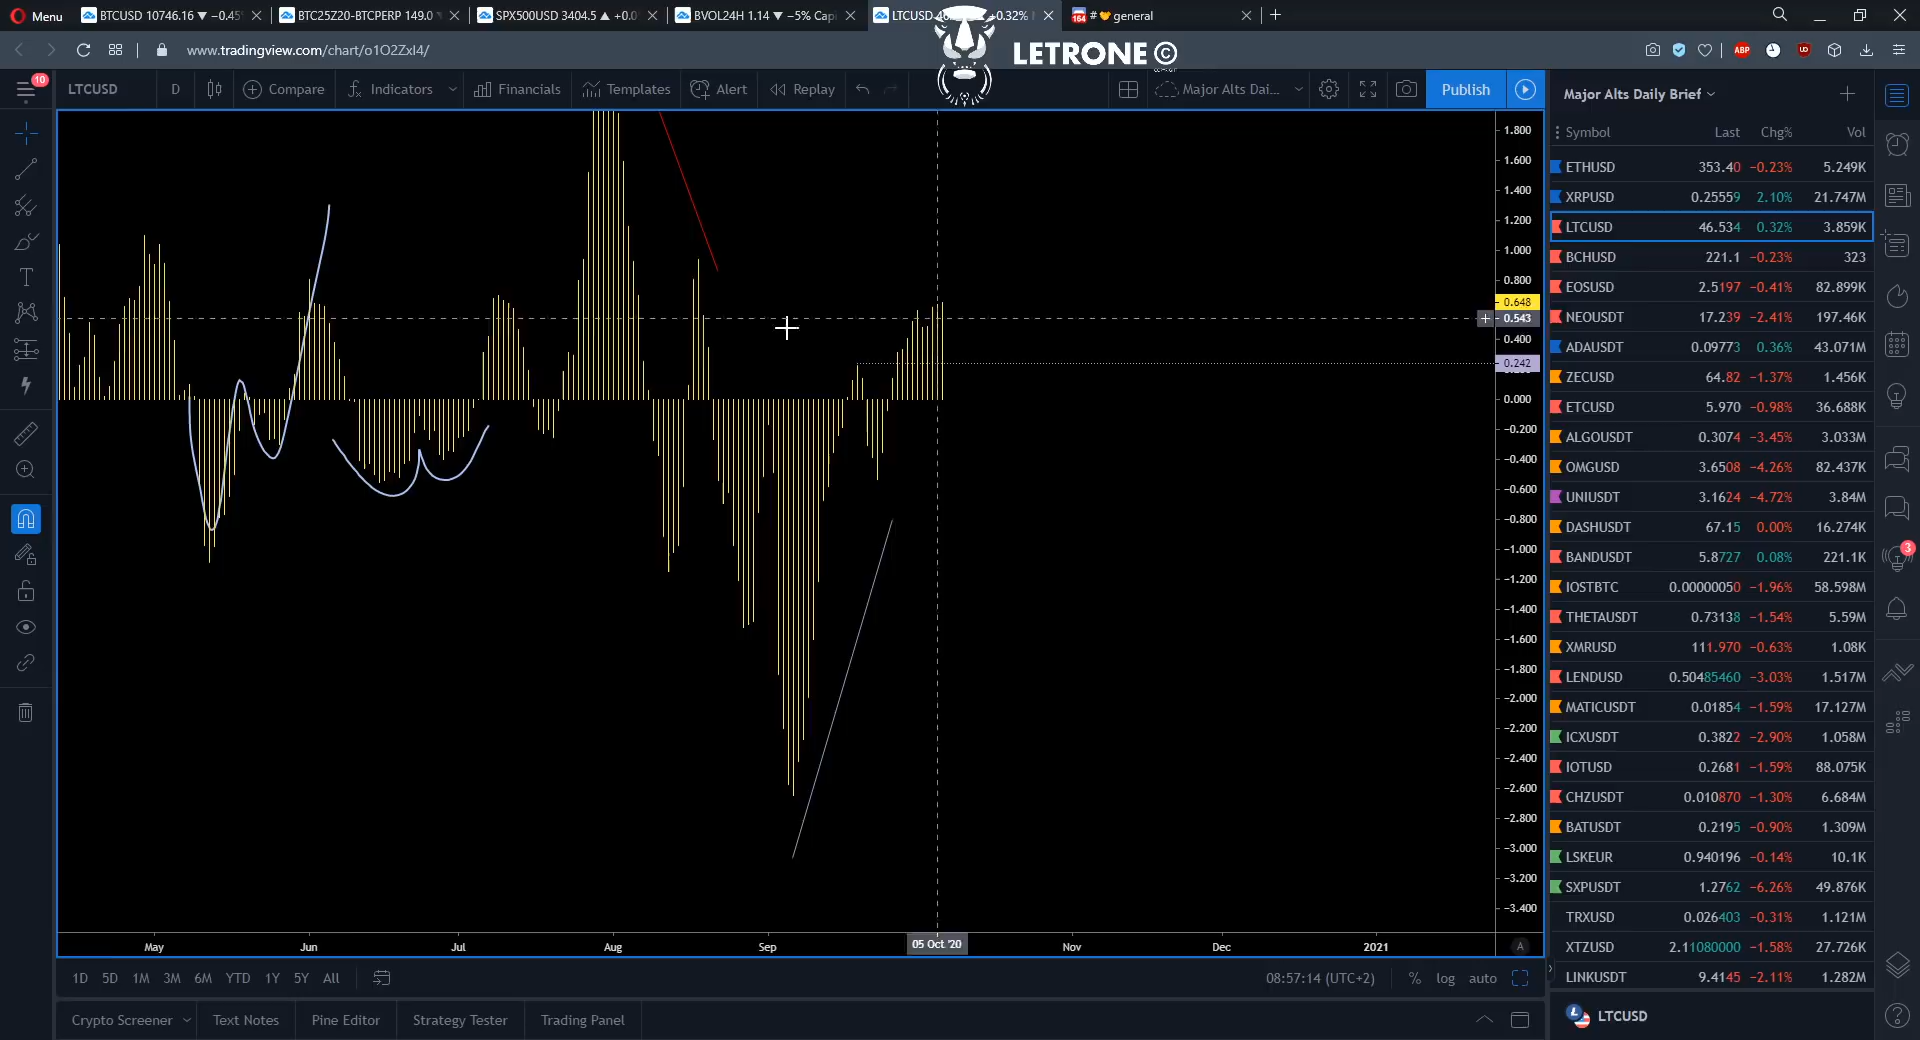 Menu
BTCUSD 10746.16 ▼ −0.45%
BTC25Z20-BTCPERP 149.0 ▼
SPX500USD 3404.5 ▲ +0.0
BVOL24H 1.14 ▼ −5% Capi
LTCUSD +0.32%
164 # general
www.tradingview.com/chart/o1O2Zxl4/
LETRONE ©
ABP
10
LTCUSD
D
Compare
Indicators
Financials
Templates
Alert
Replay
Major Alts Dai...
Publish
Major Alts Daily Brief
Symbol Last Chg% Vol
ETHUSD 353.40 −0.23% 5.249K
XRPUSD 0.25559 2.10% 21.747M
LTCUSD 46.534 0.32% 3.859K
BCHUSD 221.1 −0.23% 323
EOSUSD 2.5197 −0.41% 82.899K
NEOUSDT 17.239 −2.41% 197.46K
ADAUSDT 0.09773 0.36% 43.071M
ZECUSD 64.82 −1.37% 1.456K
ETCUSD 5.970 −0.98% 36.688K
ALGOUSDT 0.3074 −3.45% 3.033M
OMGUSD 3.6508 −4.26% 82.437K
UNIUSDT 3.1624 −4.72% 3.84M
DASHUSDT 67.15 0.00% 16.274K
BANDUSDT 5.8727 0.08% 221.1K
IOSTBTC 0.00000050 −1.96% 58.598M
THETAUSDT 0.73138 −1.54% 5.59M
XMRUSD 111.970 −0.63% 1.08K
LENDUSD 0.50485460 −3.03% 1.517M
MATICUSDT 0.01854 −1.59% 17.127M
ICXUSDT 0.3822 −2.90% 1.058M
IOTUSD 0.2681 −1.59% 88.075K
CHZUSDT 0.010870 −1.30% 6.684M
BATUSDT 0.2195 −0.90% 1.309M
LSKEUR 0.940196 −0.14% 10.1K
SXPUSDT 1.2762 −6.26% 49.876K
TRXUSD 0.026403 −0.31% 1.121M
XTZUSD 2.11080000 −1.58% 27.726K
LINKUSDT 9.4145 −2.11% 1.282M
LTCUSD
3
1.800
1.600
1.400
1.200
1.000
0.800
0.648
0.543
0.400
0.242
0.000
−0.200
−0.400
−0.600
−0.800
−1.000
−1.200
−1.400
−1.600
−1.800
−2.000
−2.200
−2.400
−2.600
−2.800
−3.000
−3.200
−3.400
May Jun Jul Aug Sep 05 Oct '20 Nov Dec 2021 A
1D 5D 1M 3M 6M YTD 1Y 5Y All
08:57:14 (UTC+2) % log auto
Crypto Screener Text Notes Pine Editor Strategy Tester Trading Panel